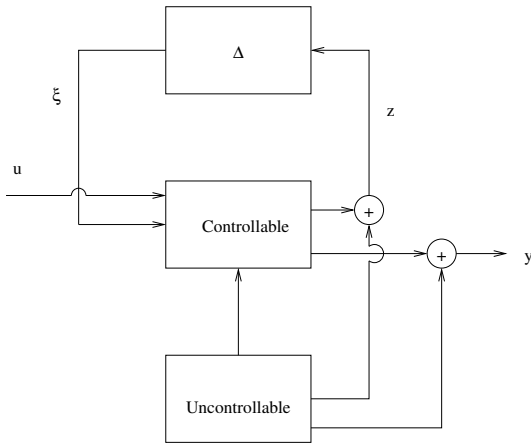 Δ
ξ
z
u
Controllable
+
+
y
Uncontrollable